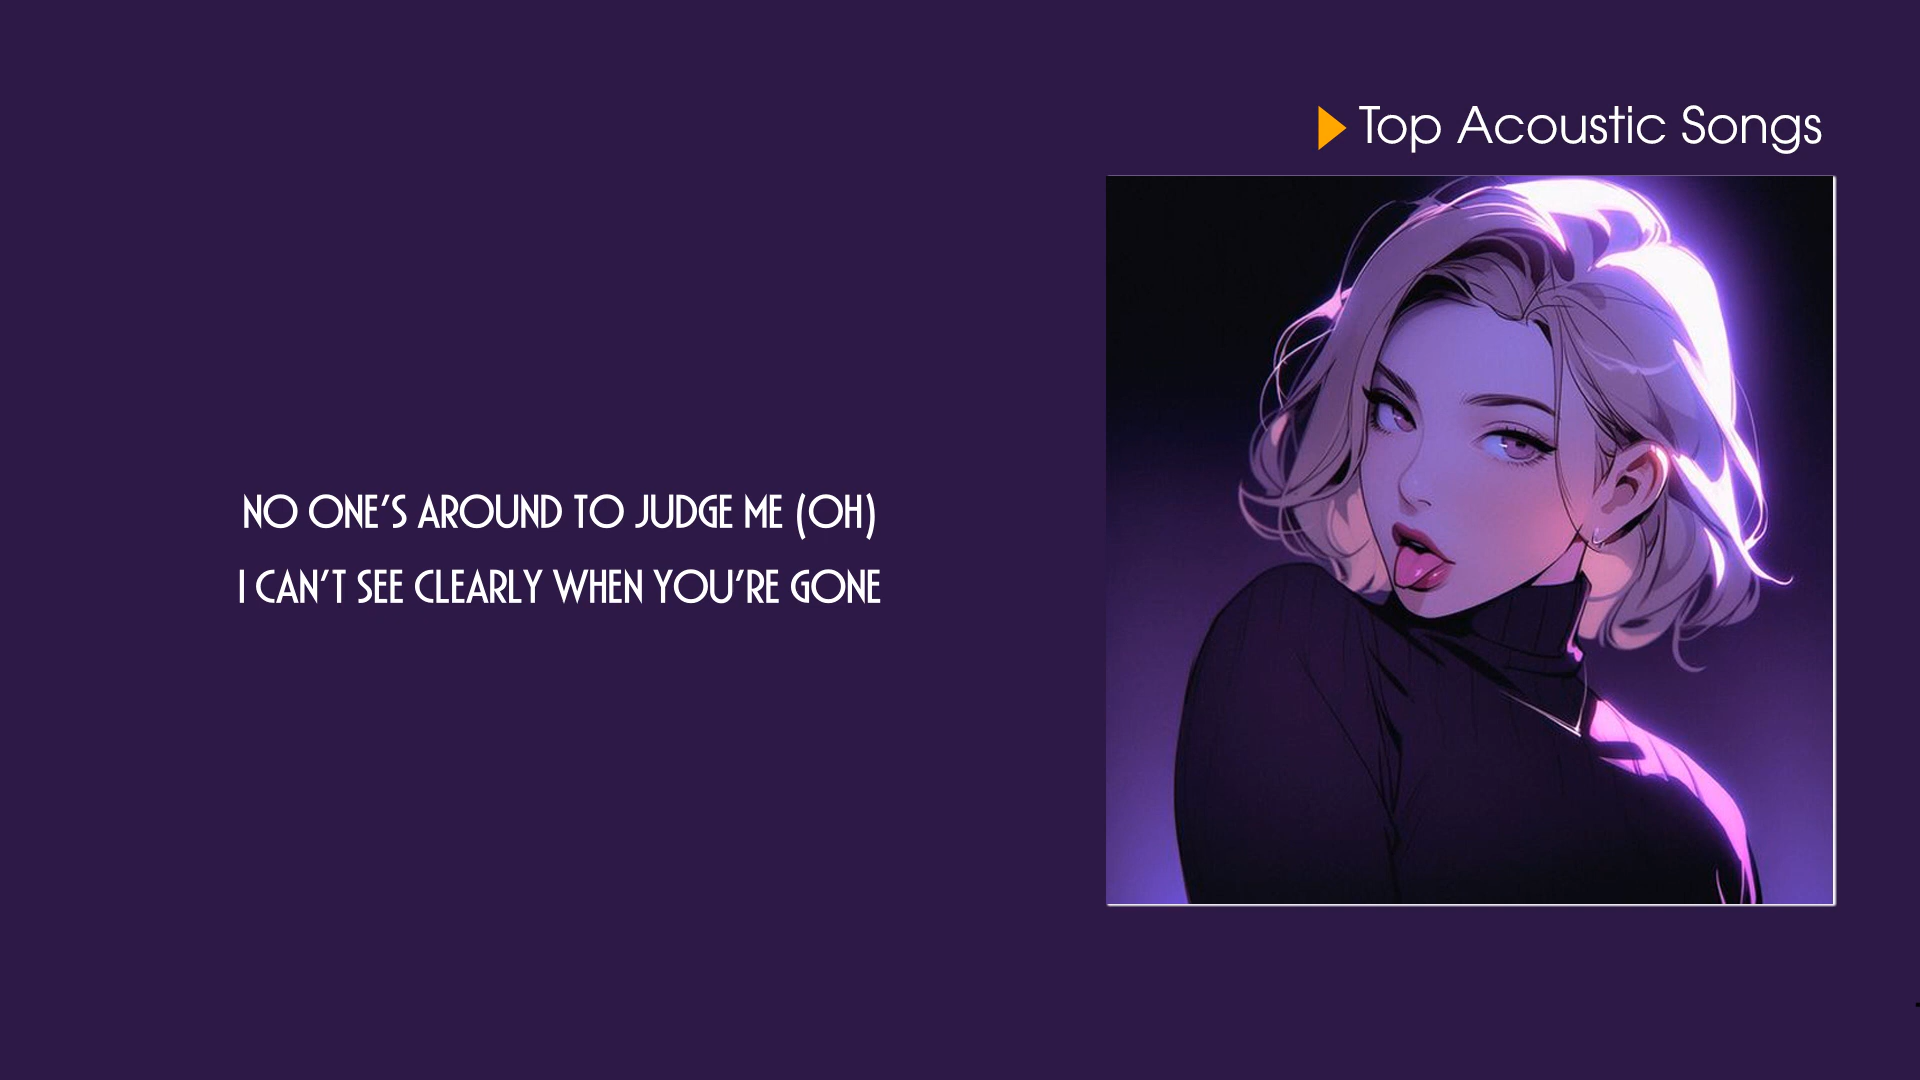 Top Acoustic Songs
NO ONE'S AROUND TO JUDGE ME (OH)
I CAN'T SEE CLEARLY WHEN YOU'RE GONE